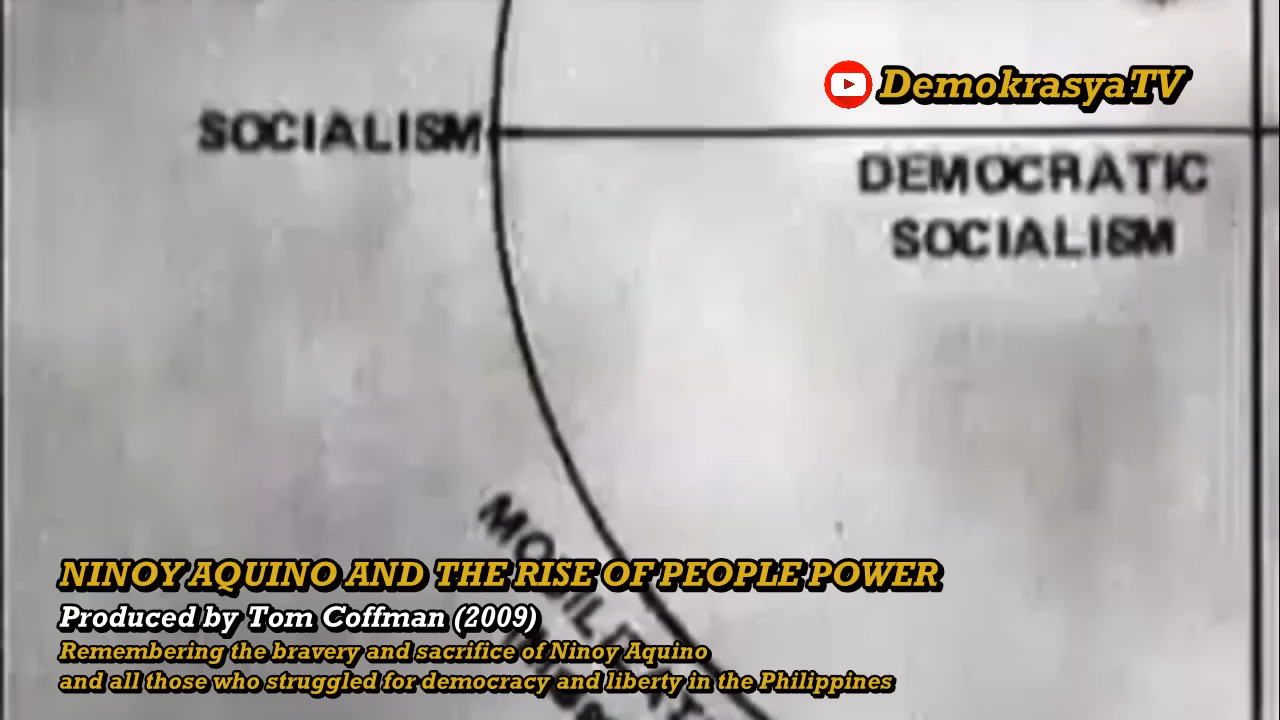 DemokrasyaTV
SOCIALISM
DEMOCRATIC
SOCIALISM
NINOY AQUINO AND THE RISE OF PEOPLE POWER
Produced by Tom Coffman (2009)
Remembering the bravery and sacrifice of Ninoy Aquino
and all those who struggled for democracy and liberty in the Philippines